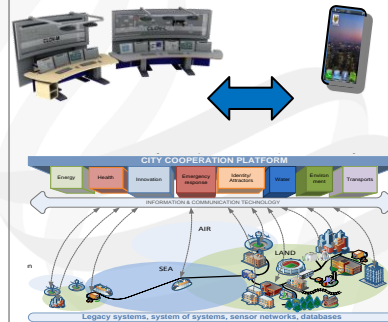 CITY COOPERATION PLATFORM
Energy
Health
Innovation
Emergency
response
Identity/
Attractors
Water
Environ
ment
Transports
INFORMATION & COMMUNICATION TECHNOLOGY
AIR
LAND
SEA
n
Legacy systems, system of systems, sensor networks, databases